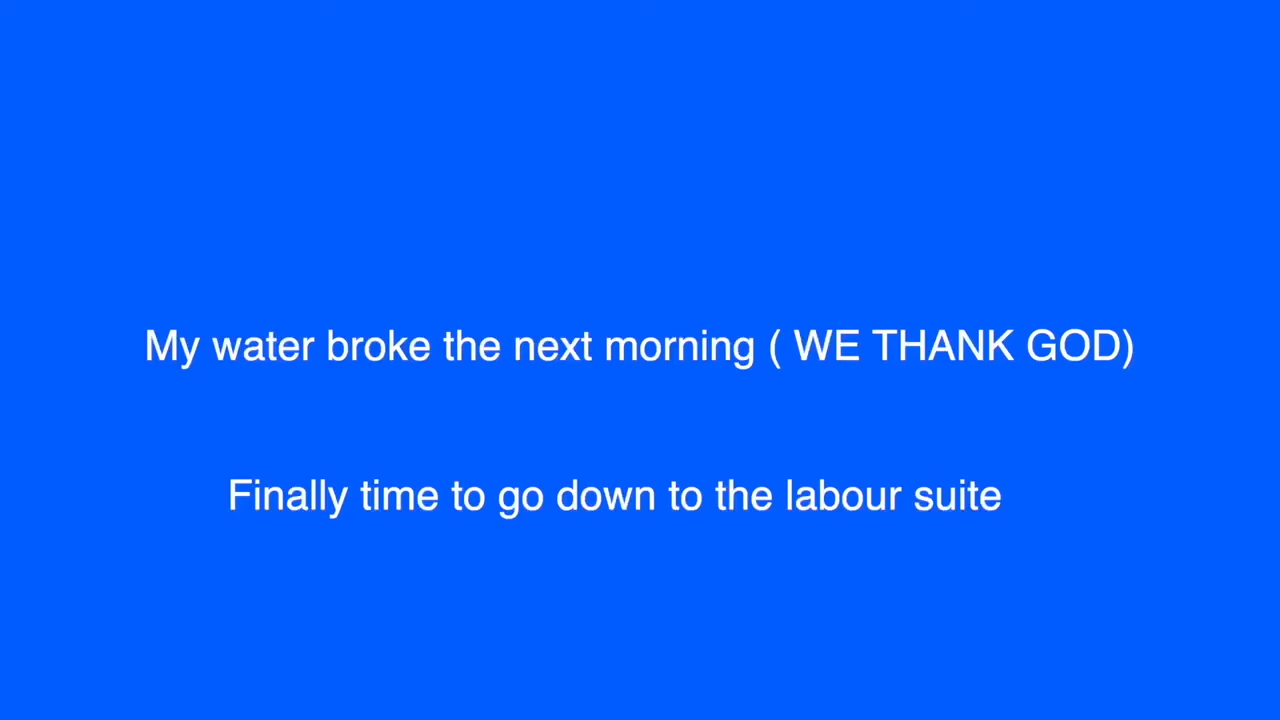 My water broke the next morning ( WE THANK GOD)
Finally time to go down to the labour suite